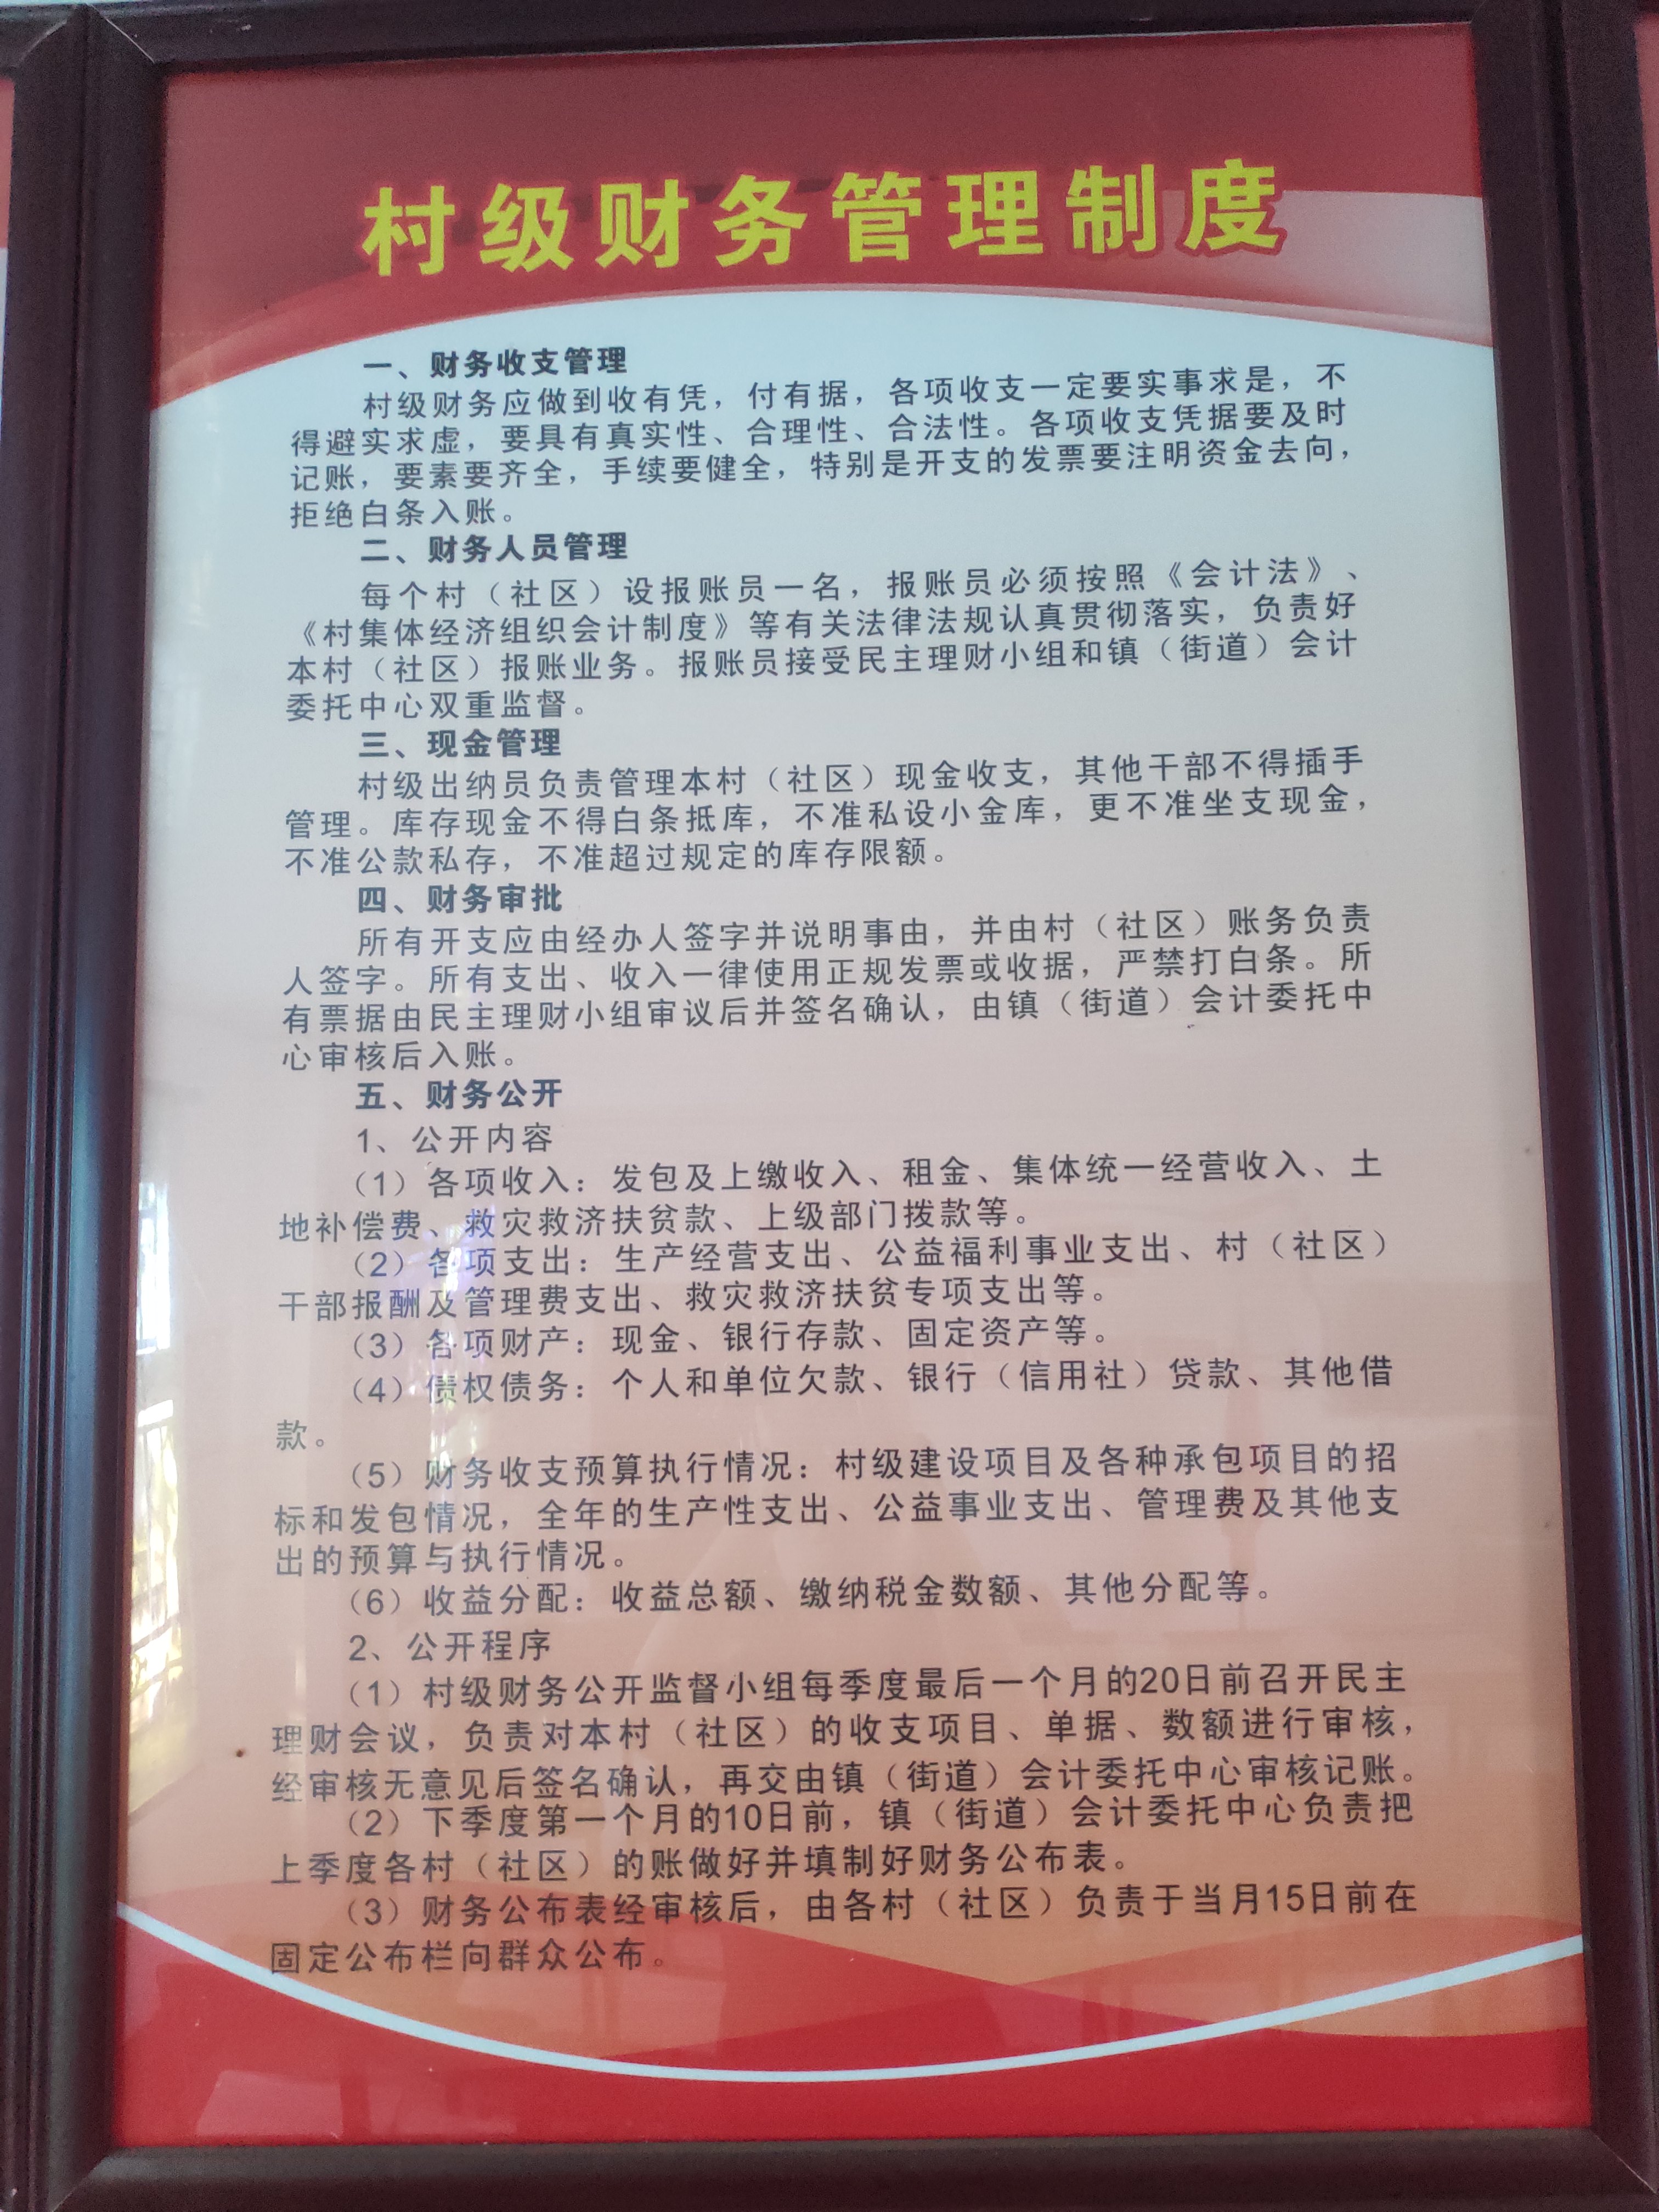 村级财务管理制度
一、财务收支管理
村级财务应做到收有凭，付有据，各项收支一定要实事求是，不
得避实求虚，要具有真实性、合理性、合法性。各项收支凭据要及时
记账，要素要齐全，手续要健全，特别是开支的发票要注明资金去向，
拒绝白条入账。
二、财务人员管理
每个村（社区）设报账员一名，报账员必须按照《会计法》、
《村集体经济组织会计制度》等有关法律法规认真贯彻落实，负责好
本村（社区）报账业务。报账员接受民主理财小组和镇（街道）会计
委托中心双重监督。
三、现金管理
村级出纳员负责管理本村（社区）现金收支，其他干部不得插手
管理。库存现金不得白条抵库，不准私设小金库，更不准坐支现金，
不准公款私存，不准超过规定的库存限额。
四、财务审批
所有开支应由经办人签字并说明事由，并由村（社区）账务负责
人签字。所有支出、收入一律使用正规发票或收据，严禁打白条。所
有票据由民主理财小组审议后并签名确认，由镇（街道）会计委托中
心审核后入账。
五、财务公开
1、公开内容
（1）各项收入：发包及上缴收入、租金、集体统一经营收入、土
地补偿费、救灾救济扶贫款、上级部门拨款等。
（2）各项支出：生产经营支出、公益福利事业支出、村（社区）
干部报酬及管理费支出、救灾救济扶贫专项支出等。
（3）各项财产：现金、银行存款、固定资产等。
（4）债权债务：个人和单位欠款、银行（信用社）贷款、其他借
款。
（5）财务收支预算执行情况：村级建设项目及各种承包项目的招
标和发包情况，全年的生产性支出、公益事业支出、管理费及其他支
出的预算与执行情况。
（6）收益分配：收益总额、缴纳税金数额、其他分配等。
2、公开程序
（1）村级财务公开监督小组每季度最后一个月的20日前召开民主
理财会议，负责对本村（社区）的收支项目、单据、数额进行审核，
经审核无意见后签名确认，再交由镇（街道）会计委托中心审核记账。
（2）下季度第一个月的10日前，镇（街道）会计委托中心负责把
上季度各村（社区）的账做好并填制好财务公布表。
（3）财务公布表经审核后，由各村（社区）负责于当月15日前在
固定公布栏向群众公布。